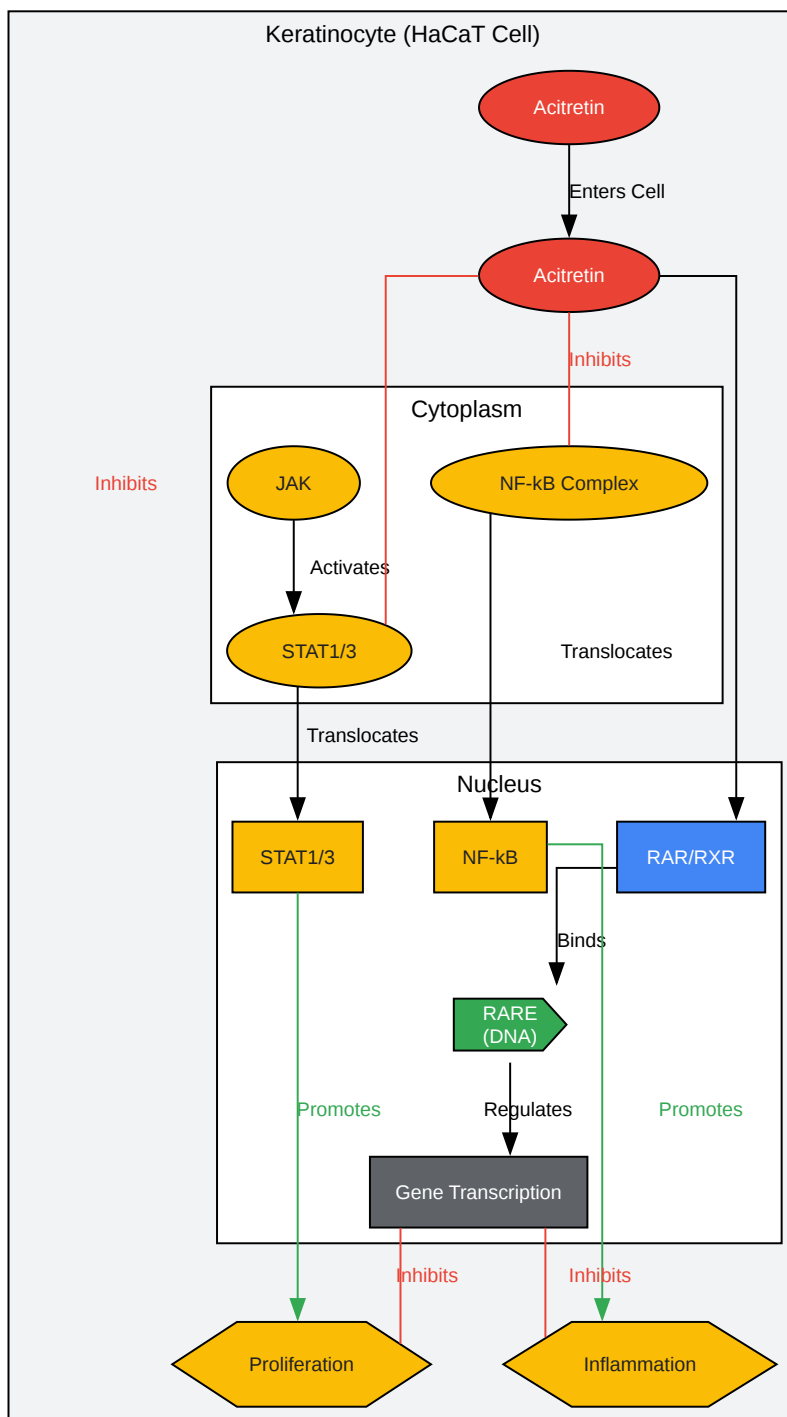 Keratinocyte (HaCaT Cell)
Acitretin
Enters Cell
Acitretin
Inhibits
Cytoplasm
Inhibits
JAK
NF-kB Complex
Activates
STAT1/3
Translocates
Translocates
Nucleus
STAT1/3
NF-kB
RAR/RXR
Binds
RARE
(DNA)
Promotes
Regulates
Promotes
Gene Transcription
Inhibits
Inhibits
Proliferation
Inflammation